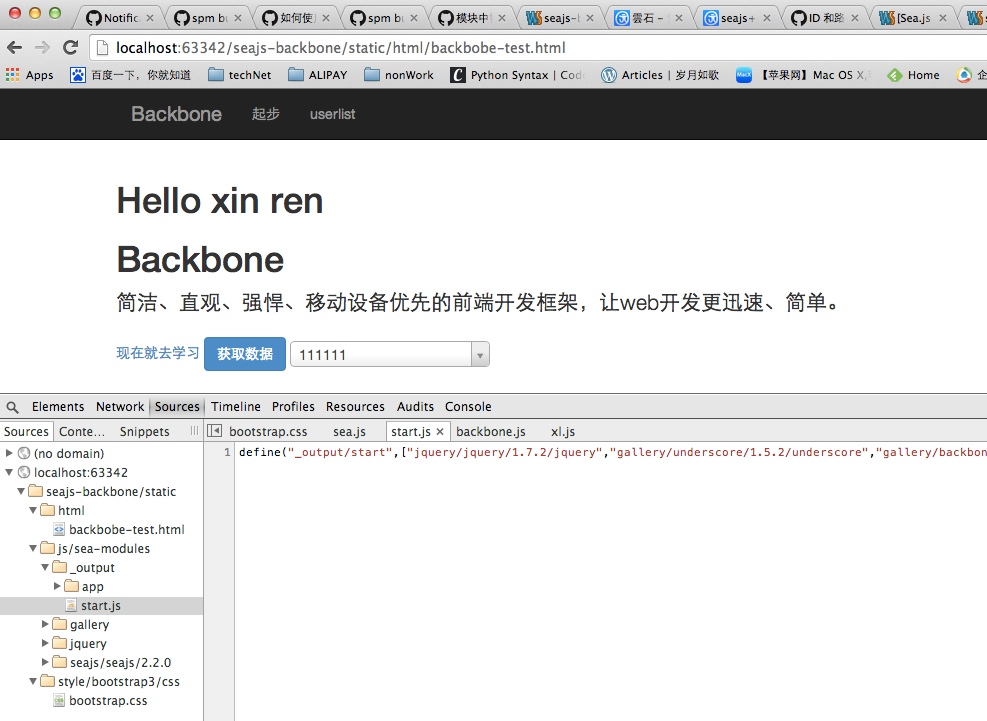 Notific
spm b
如何使
spm b
模块中
seajs-
雲石 -
seajs+
ID 和路
[Sea.js
localhost:63342/seajs-backbone/static/html/backbobe-test.html
Apps 百度一下，你就知道 techNet ALIPAY nonWork Python Syntax | Cod Articles | 岁月如歌 【苹果网】Mac OS X, Home 企
Backbone 起步 userlist
Hello xin ren
Backbone
简洁、直观、强悍、移动设备优先的前端开发框架，让web开发更迅速、简单。
现在就去学习 获取数据 111111
Elements Network Sources Timeline Profiles Resources Audits Console
Sources Conte... Snippets bootstrap.css sea.js start.js × backbone.js xl.js
(no domain)
1 define("_output/start",["jquery/jquery/1.7.2/jquery","gallery/underscore/1.5.2/underscore","gallery/backbon
localhost:63342
seajs-backbone/static
html
backbobe-test.html
js/sea-modules
_output
app
start.js
gallery
jquery
seajs/seajs/2.2.0
style/bootstrap3/css
bootstrap.css